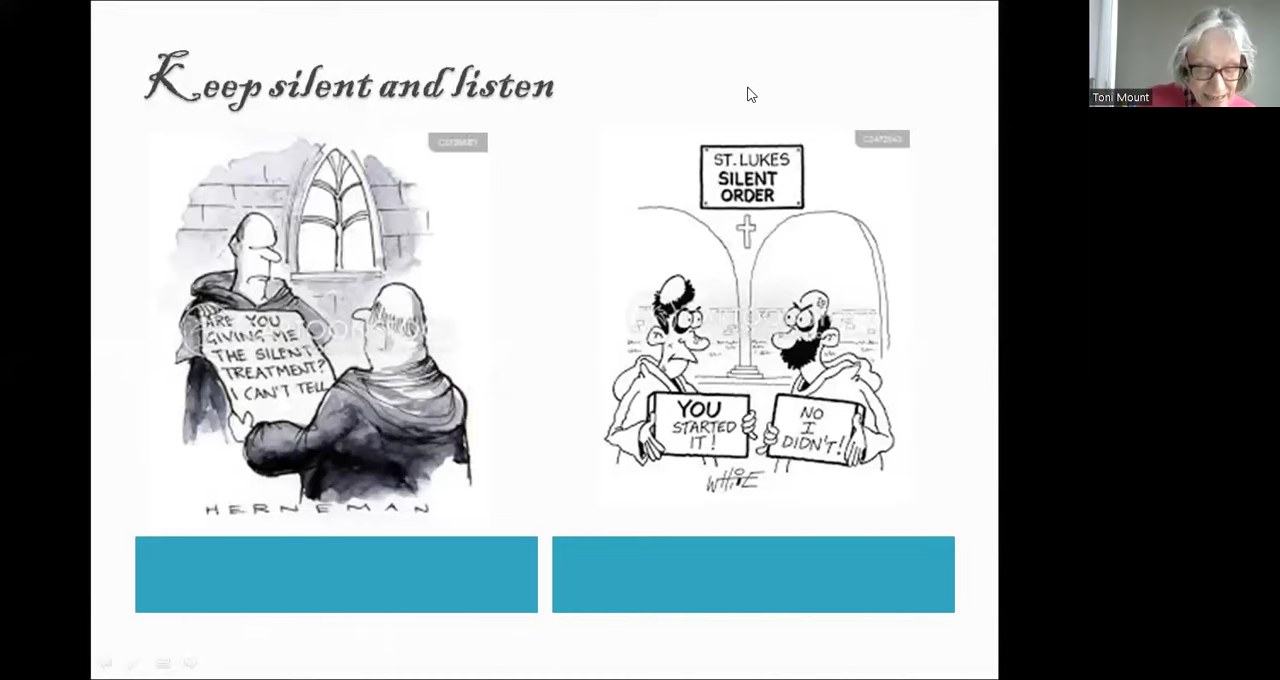 Keep silent and listen
Toni Mount
ARE YOU
GIVING ME
THE SILENT
TREATMENT?
I CAN'T TELL
HERNEMAN
ST. LUKES
SILENT
ORDER
YOU
STARTED
IT!
NO
I
DIDN'T!
WHITE